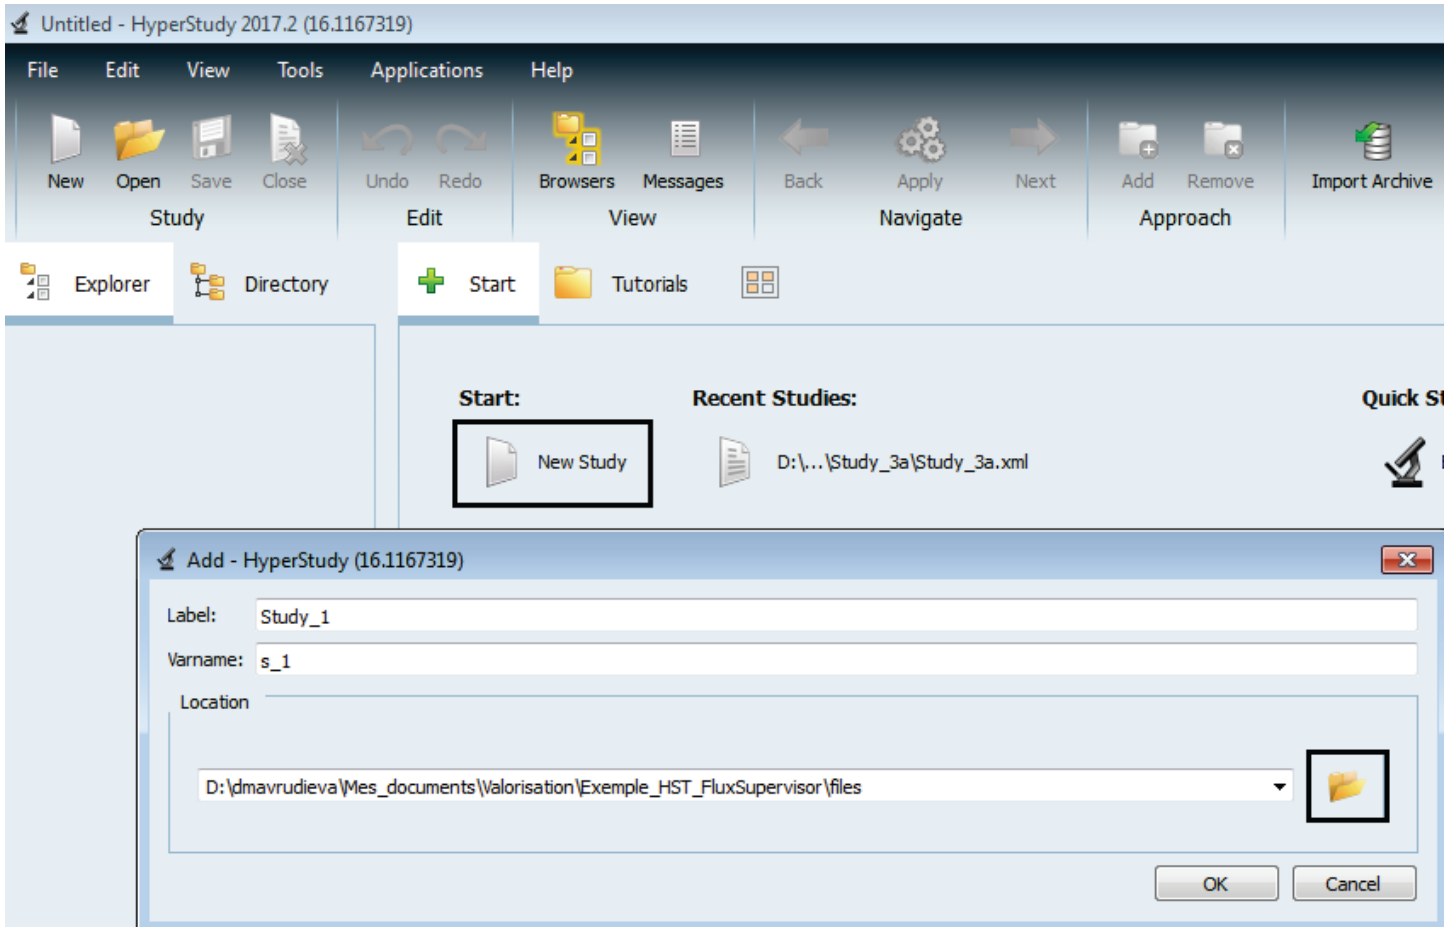 Untitled - HyperStudy 2017.2 (16.1167319)
File Edit View Tools Applications Help
New Open Save Close Undo Redo Browsers Messages Back Apply Next Add Remove Import Archive
Study Edit View Navigate Approach
Explorer Directory Start Tutorials
Start: Recent Studies: Quick St
New Study D:\...\Study_3a\Study_3a.xml
Add - HyperStudy (16.1167319)
Label: Study_1
Varname: s_1
Location
D:\dmavrudieva\Mes_documents\Valorisation\Exemple_HST_FluxSupervisor\files
OK Cancel